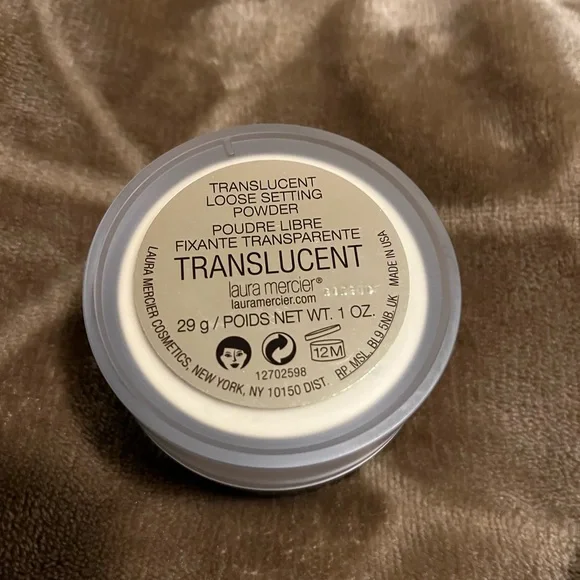 TRANSLUCENT
LOOSE SETTING
POWDER
POUDRE LIBRE
FIXANTE TRANSPARENTE
TRANSLUCENT
laura mercier®
lauramercier.com
29 g / POIDS NET WT. 1 OZ.
12M
12702598
LAURA MERCIER COSMETICS, NEW YORK, NY 10150 DIST. RP MSL, BL9 5NB UK MADE IN USA